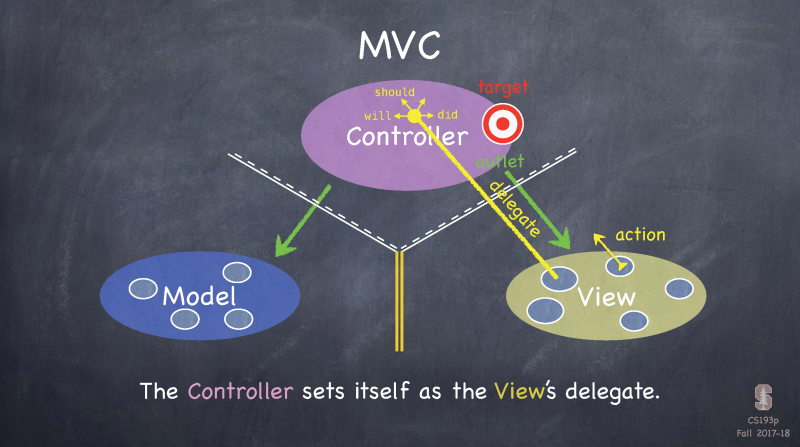 MVC
should
target
will
did
Controller
outlet
delegate
action
Model
View
The Controller sets itself as the View's delegate.
S
CS193p
Fall 2017-18